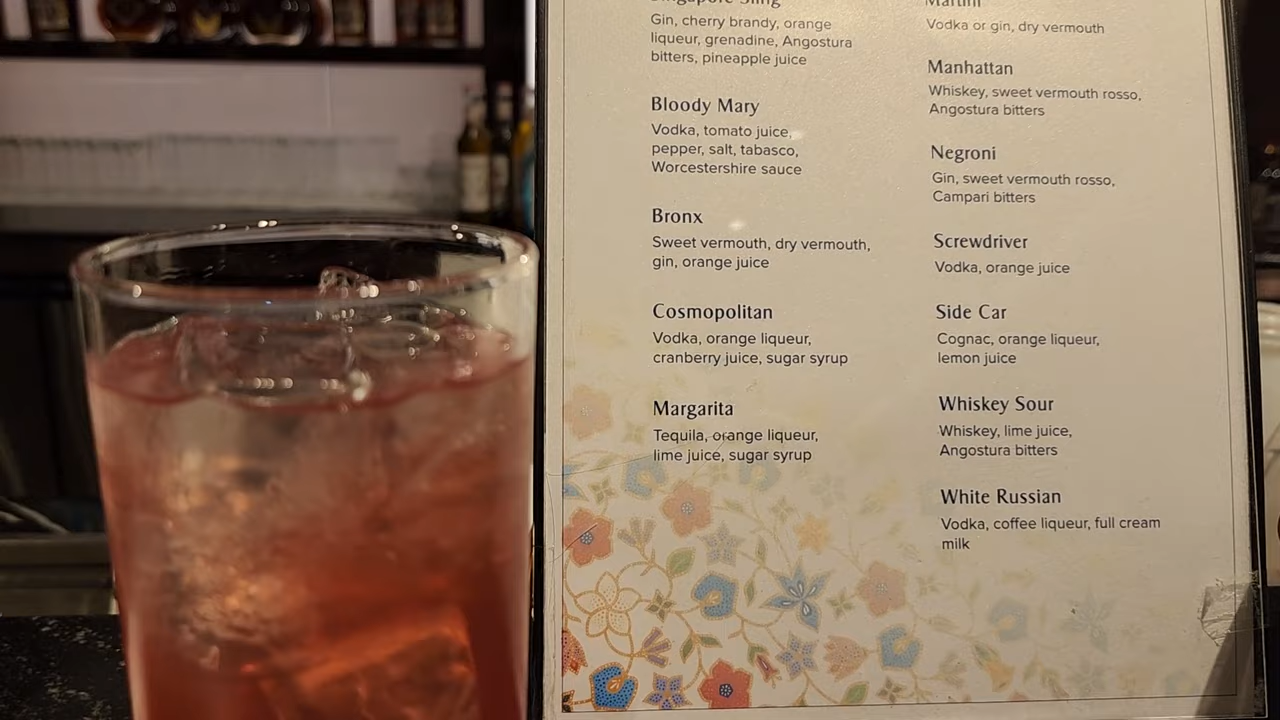 Singapore Sling
Gin, cherry brandy, orange
liqueur, grenadine, Angostura
bitters, pineapple juice
Bloody Mary
Vodka, tomato juice,
pepper, salt, tabasco,
Worcestershire sauce
Bronx
Sweet vermouth, dry vermouth,
gin, orange juice
Cosmopolitan
Vodka, orange liqueur,
cranberry juice, sugar syrup
Margarita
Tequila, orange liqueur,
lime juice, sugar syrup
Martini
Vodka or gin, dry vermouth
Manhattan
Whiskey, sweet vermouth rosso,
Angostura bitters
Negroni
Gin, sweet vermouth rosso,
Campari bitters
Screwdriver
Vodka, orange juice
Side Car
Cognac, orange liqueur,
lemon juice
Whiskey Sour
Whiskey, lime juice,
Angostura bitters
White Russian
Vodka, coffee liqueur, full cream
milk